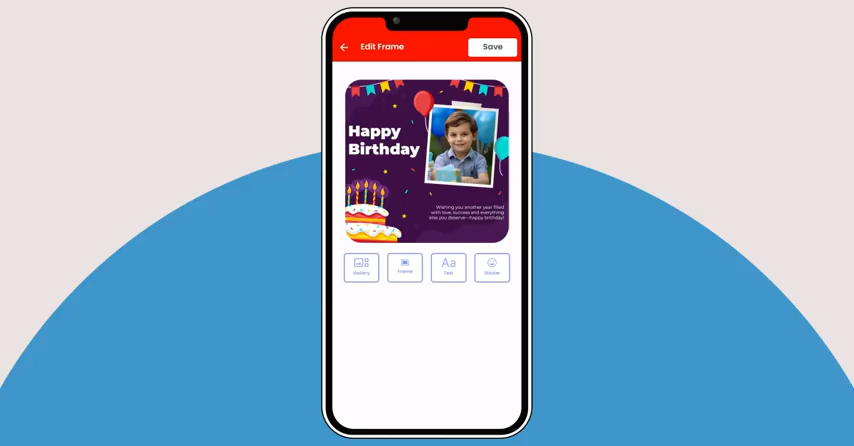 Edit Frame
Save
Happy
Birthday
Wishing you another year filled
with love, success and everything
else you deserve—happy birthday!
Gallery
Frame
Aa
Text
Sticker